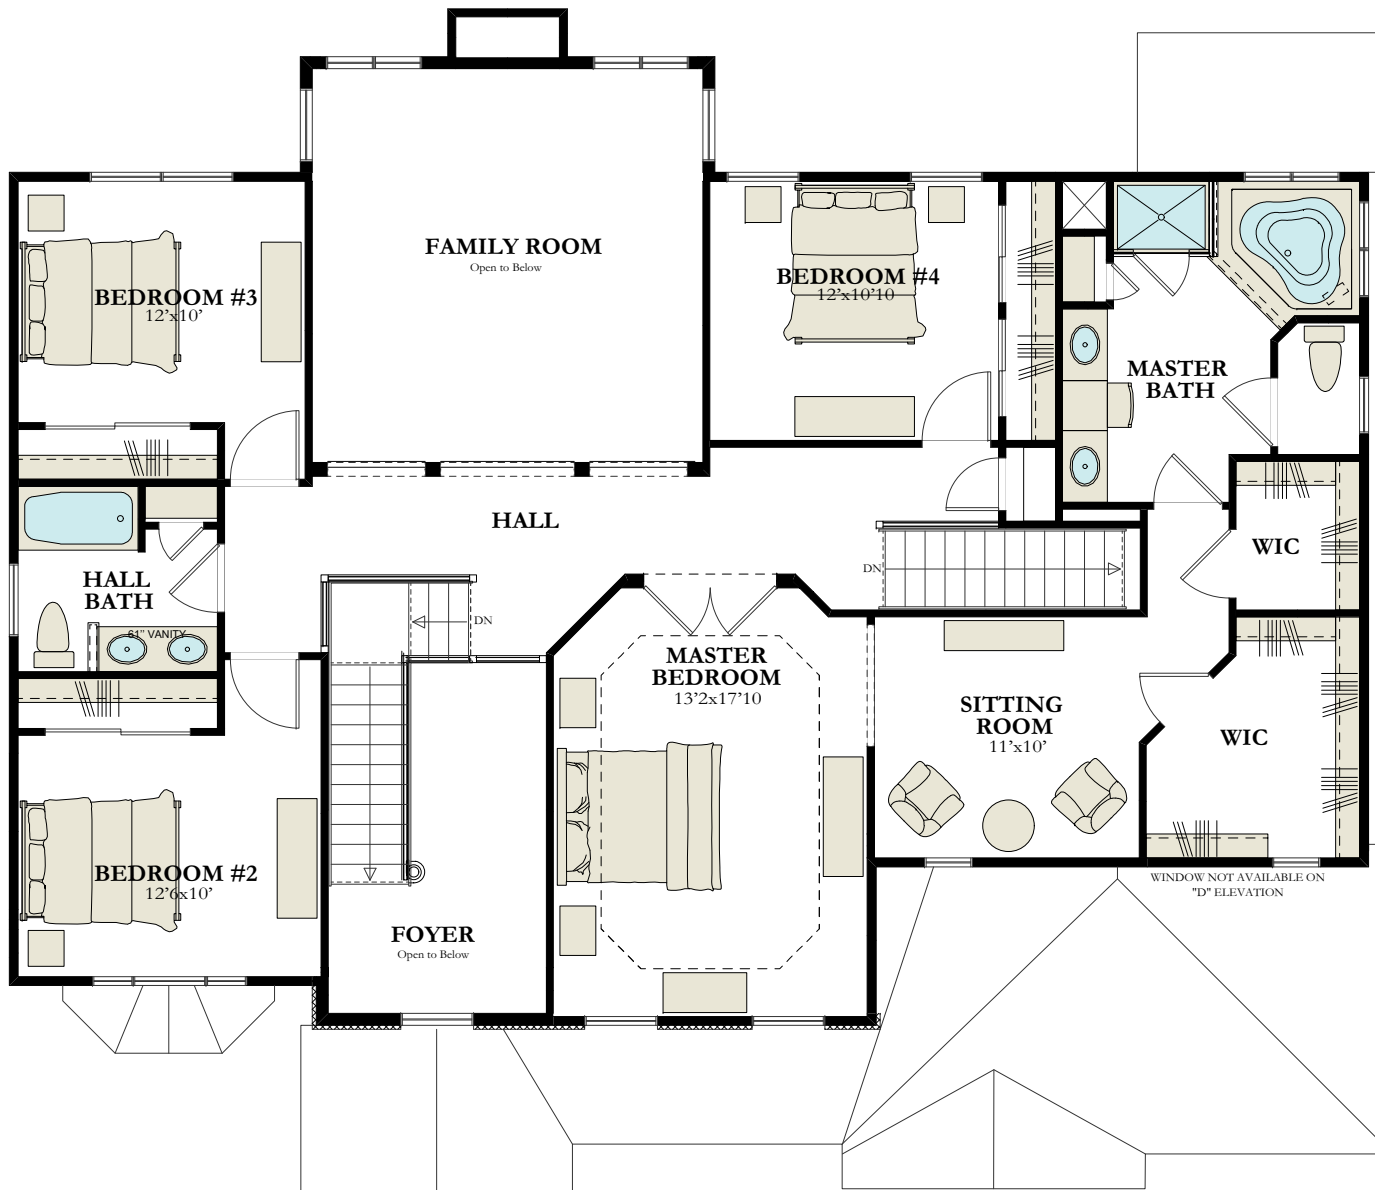 FAMILY ROOM
Open to Below
BEDROOM #3
12'x10'
BEDROOM #4
12'x10'10
MASTER
BATH
HALL
WIC
DN
HALL
BATH
61" VANITY
DN
MASTER
BEDROOM
13'2x17'10
SITTING
ROOM
11'x10'
WIC
BEDROOM #2
12'6x10'
FOYER
Open to Below
WINDOW NOT AVAILABLE ON
"D" ELEVATION